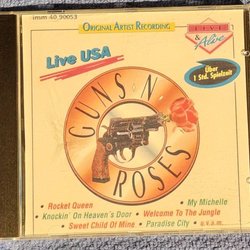 imm 40.90053
ORIGINAL ARTIST RECORDING
LIVE
& Alive
Live USA
Über
1 Std. Spielzeit
GUNS N' ROSES
• Rocket Queen
My Michelle
Knockin' On Heaven's Door • Welcome To The Jungle
Sweet Child Of Mine • Paradise City • u.v.a.m.